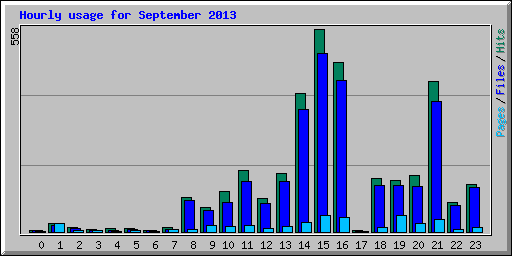 Hourly usage for September 2013
558
Pages/Files/Hits
0 1 2 3 4 5 6 7 8 9 10 11 12 13 14 15 16 17 18 19 20 21 22 23